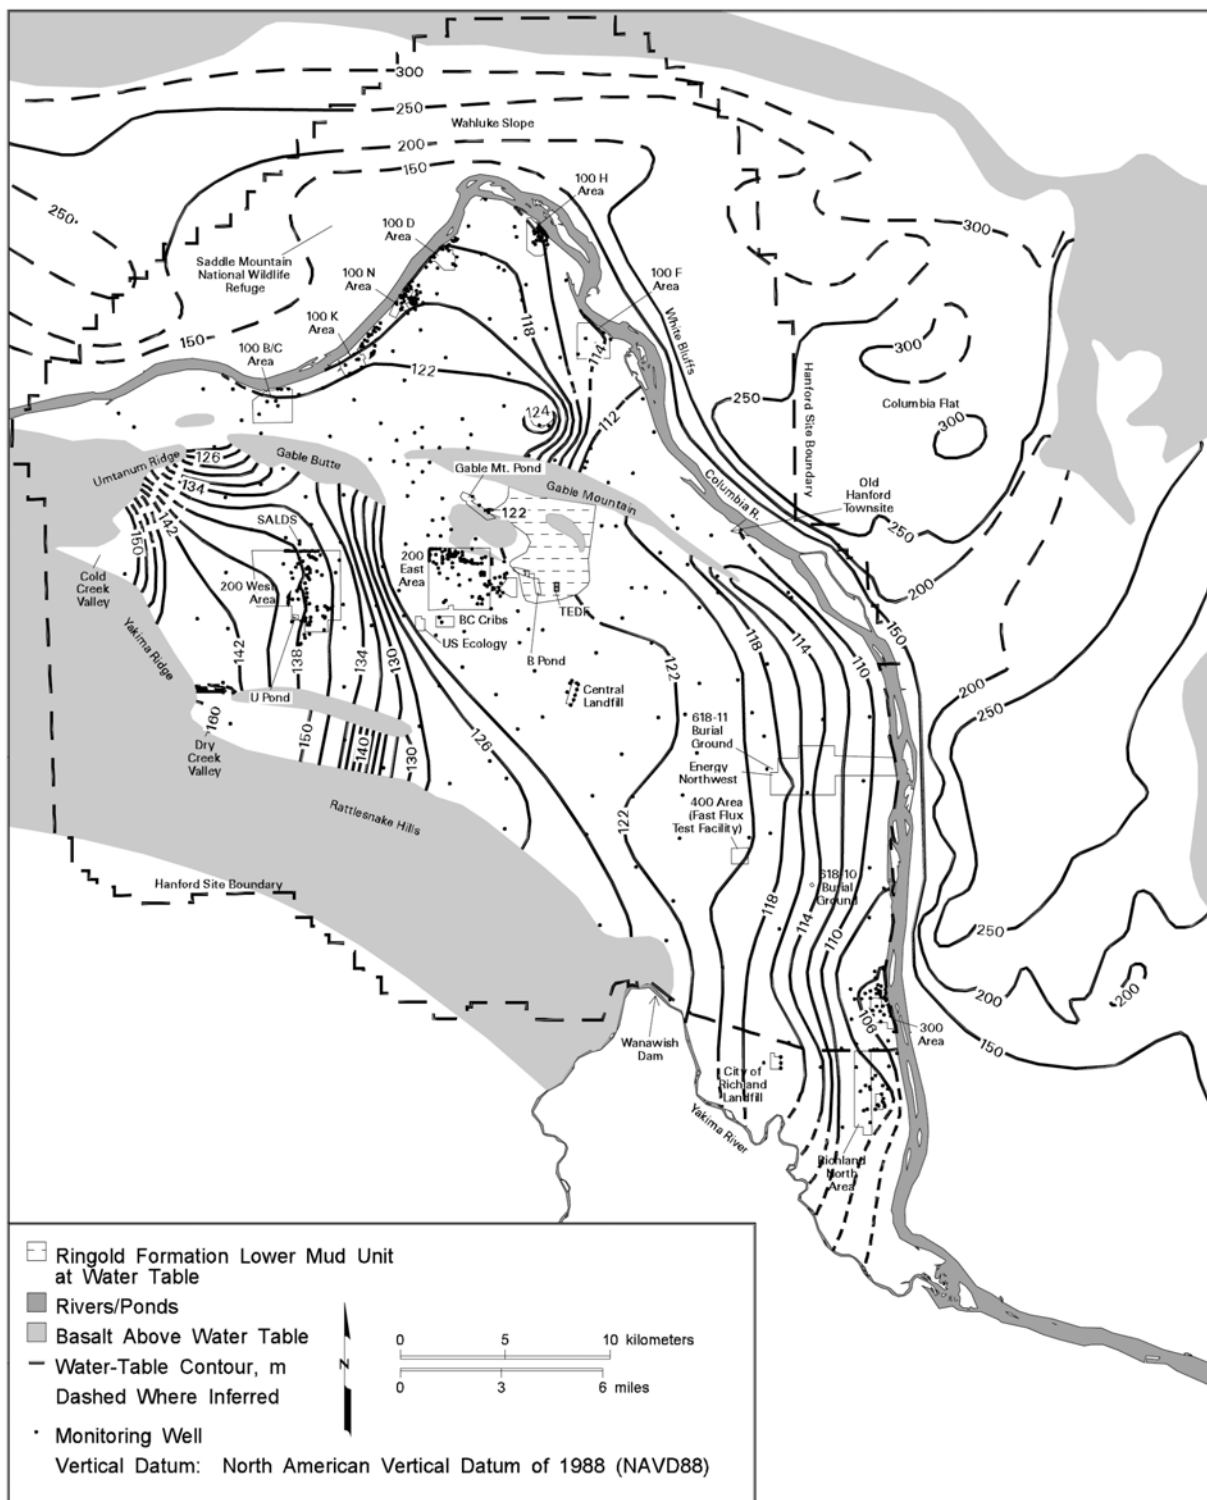 300
250
Wahluke Slope
200
150
100 H
Area
250
100 D
Area
300
Saddle Mountain
National Wildlife
Refuge
100 N
Area
100 F
Area
118
White Bluffs
100 K
Area
150
100 B/C
Area
114
300
122
Hanford Site Boundary
250
Columbia Flat
124
112
300
Umtanum Ridge
126
Gable Butte
Gable Mt. Pond
134
Gable Mountain
Columbia R.
Old
Hanford
Townsite
142
SALDS
122
250
150
200
East
Area
Cold
Creek
Valley
200 West
Area
200
TEDF
BC Cribs
US Ecology
118
114
150
Yakima Ridge
142
138
134
130
B Pond
122
110
200
U Pond
Central
Landfill
250
160
618-11
Burial
Ground
150
140
130
126
Dry
Creek
Valley
Energy
Northwest
Rattlesnake Hills
122
400 Area
(Fast Flux
Test Facility)
Hanford Site Boundary
618-10
Burial
Ground
118
114
110
250
200
200
106
300
Area
150
Wanawish
Dam
City of
Richland
Landfill
Yakima River
Richland
North
Area
Ringold Formation Lower Mud Unit
at Water Table
Rivers/Ponds
Basalt Above Water Table
Water-Table Contour, m
Dashed Where Inferred
Monitoring Well
Vertical Datum: North American Vertical Datum of 1988 (NAVD88)
N
0 5 10 kilometers
0 3 6 miles